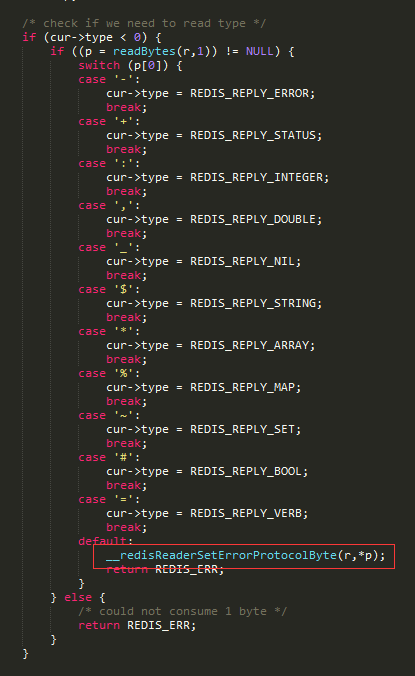 /* check if we need to read type */
if (cur->type < 0) {
if ((p = readBytes(r,1)) != NULL) {
switch (p[0]) {
case '-':
cur->type = REDIS_REPLY_ERROR;
break;
case '+':
cur->type = REDIS_REPLY_STATUS;
break;
case ':':
cur->type = REDIS_REPLY_INTEGER;
break;
case ',':
cur->type = REDIS_REPLY_DOUBLE;
break;
case '_':
cur->type = REDIS_REPLY_NIL;
break;
case '$':
cur->type = REDIS_REPLY_STRING;
break;
case '*':
cur->type = REDIS_REPLY_ARRAY;
break;
case '%':
cur->type = REDIS_REPLY_MAP;
break;
case '~':
cur->type = REDIS_REPLY_SET;
break;
case '#':
cur->type = REDIS_REPLY_BOOL;
break;
case '=':
cur->type = REDIS_REPLY_VERB;
break;
default:
__redisReaderSetErrorProtocolByte(r,*p);
return REDIS_ERR;
}
} else {
/* could not consume 1 byte */
return REDIS_ERR;
}
}